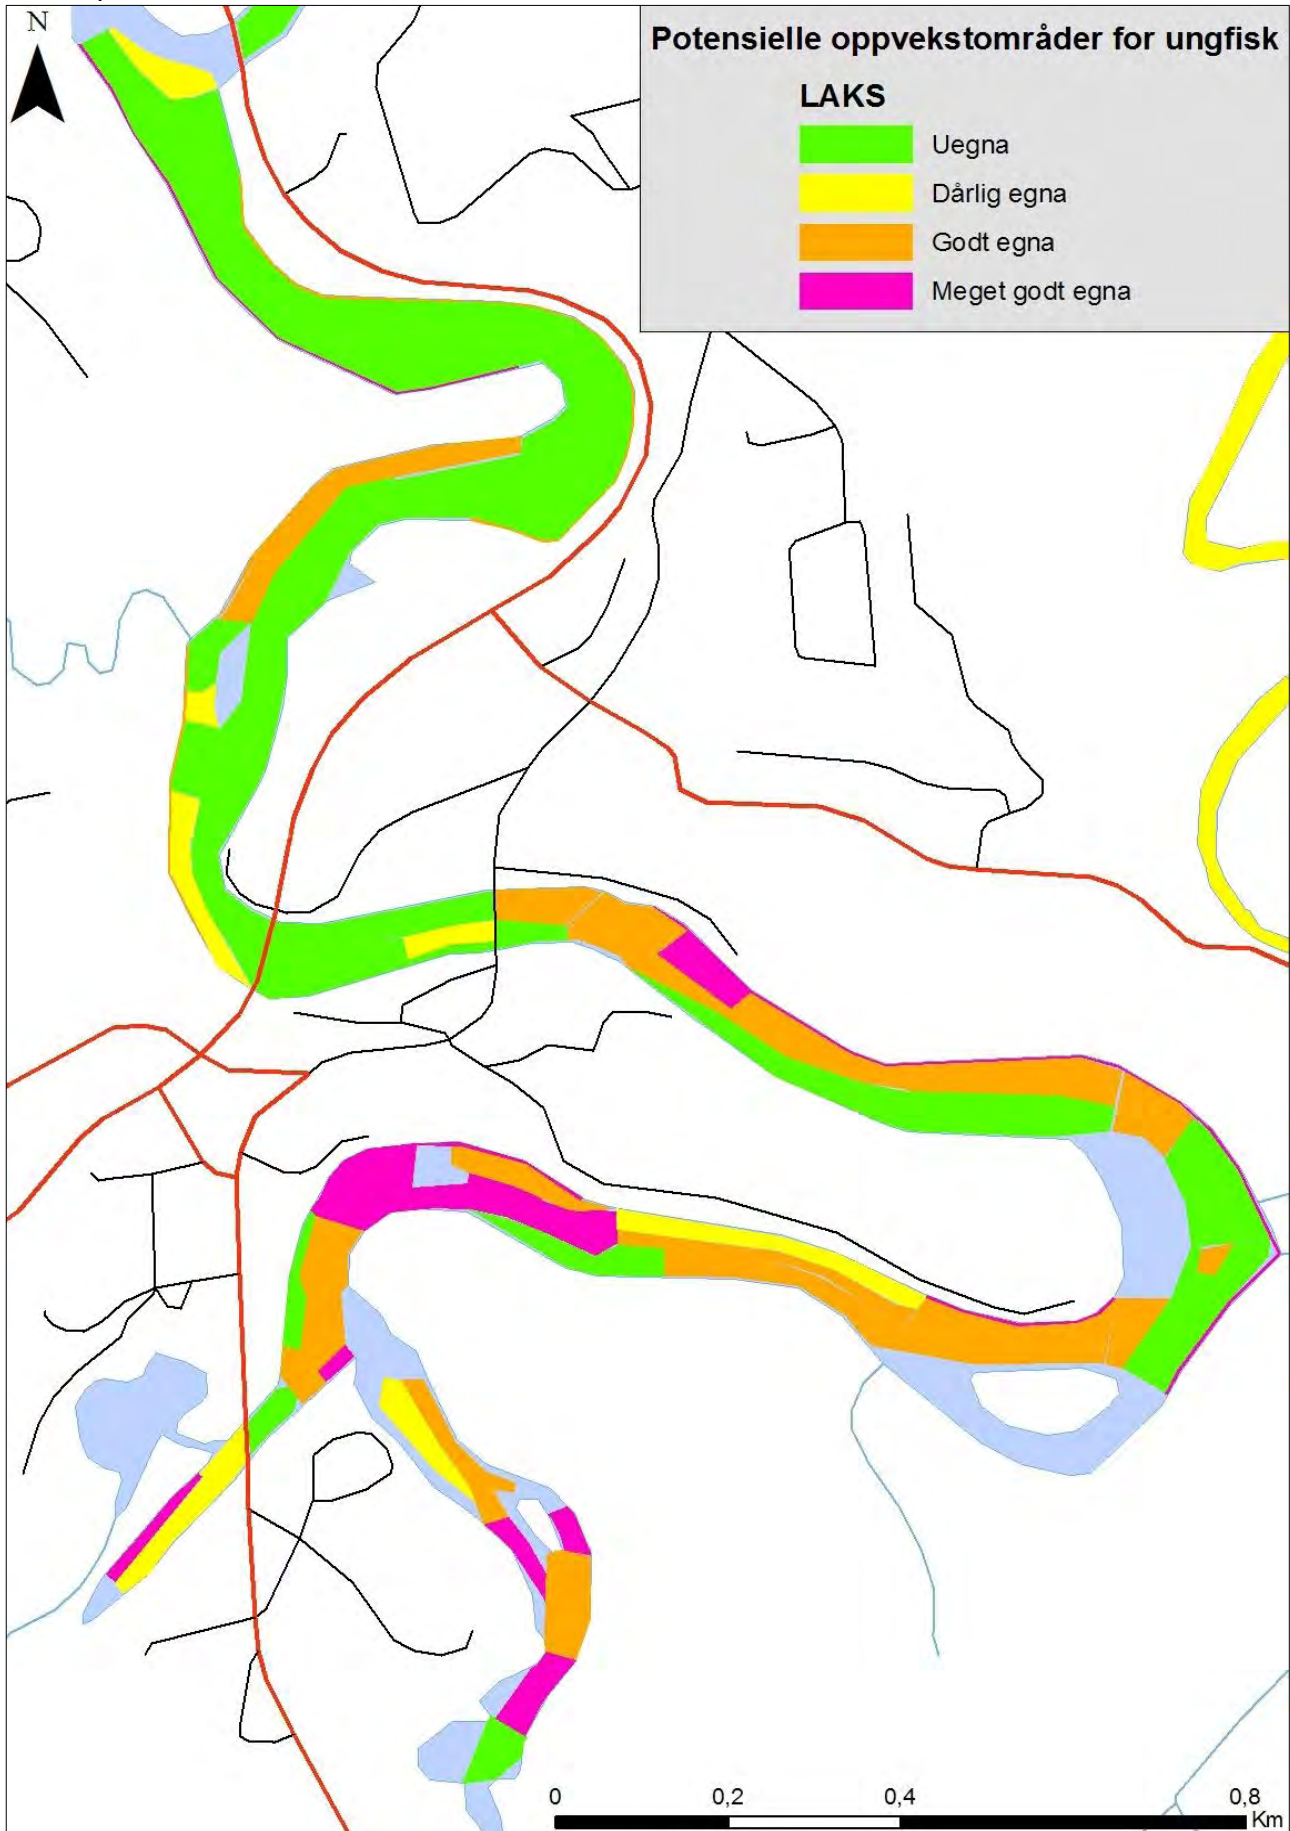 N
Potensielle oppvekstområder for ungfisk
LAKS
Uegna
Dårlig egna
Godt egna
Meget godt egna
0 0,2 0,4 0,8
Km